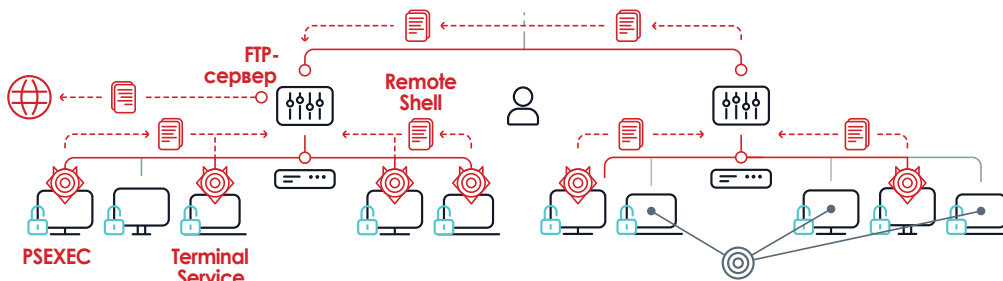 FTP-
сервер
Remote
Shell
PSEXEC
Terminal
Service